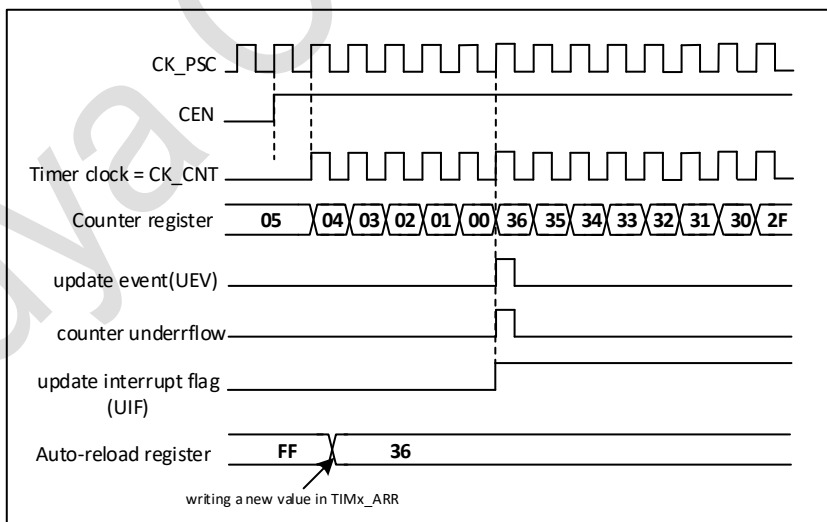 CK_PSC
CEN
Timer clock = CK_CNT
Counter register 05 04 03 02 01 00 36 35 34 33 32 31 30 2F
update event(UEV)
counter underrflow
update interrupt flag
(UIF)
Auto-reload register FF 36
writing a new value in TIMx_ARR